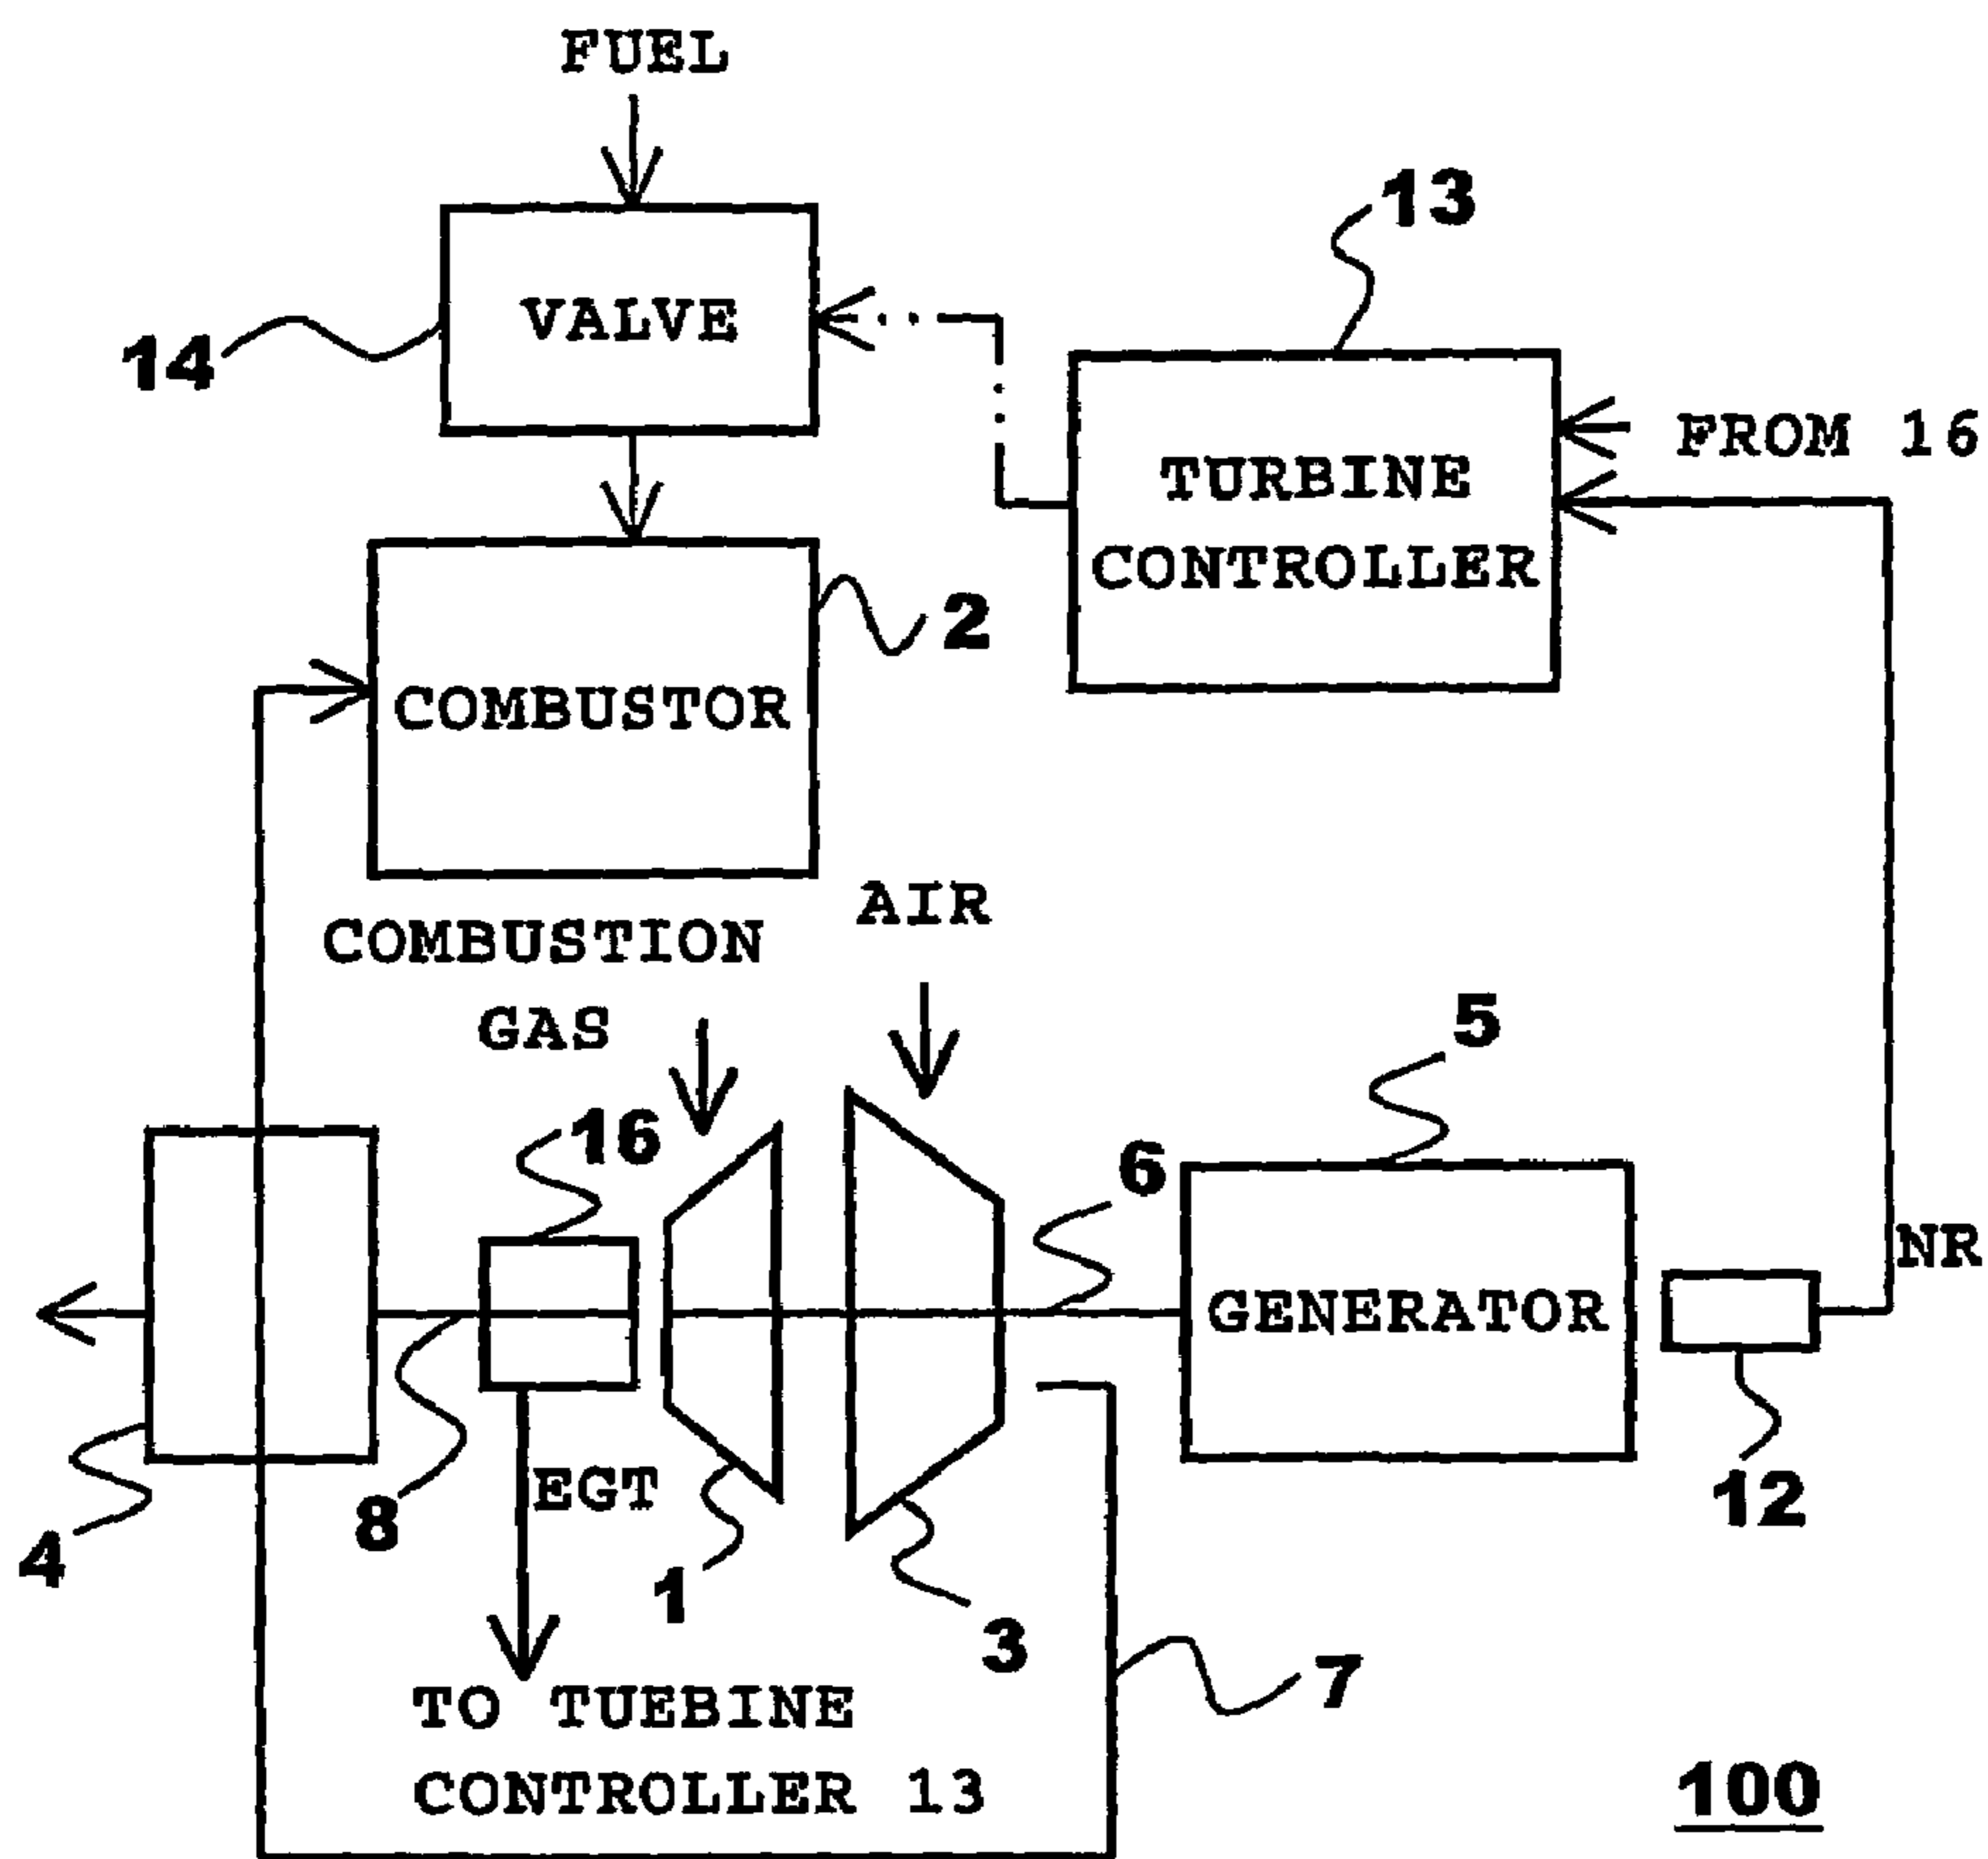 FUEL
13
VALVE
14
FROM 16
TURBINE
CONTROLLER
2
COMBUSTOR
AIR
COMBUSTION
GAS
5
16
6
NR
GENERATOR
EGT
12
8
4
1
3
7
TO TUEBINE
CONTROLLER 13
100